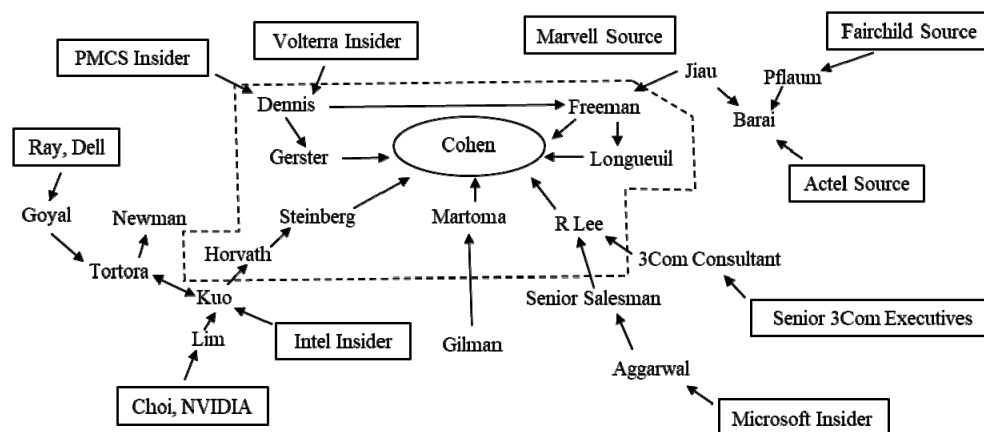 Volterra Insider
Marvell Source
Fairchild Source
PMCS Insider
Jiau
Pflaum
Dennis
Freeman
Barai
Ray, Dell
Gerster
Cohen
Longueuil
Actel Source
Goyal
Newman
Steinberg
Martoma
R Lee
Horvath
3Com Consultant
Tortora
Kuo
Senior Salesman
Senior 3Com Executives
Lim
Intel Insider
Gilman
Aggarwal
Choi, NVIDIA
Microsoft Insider